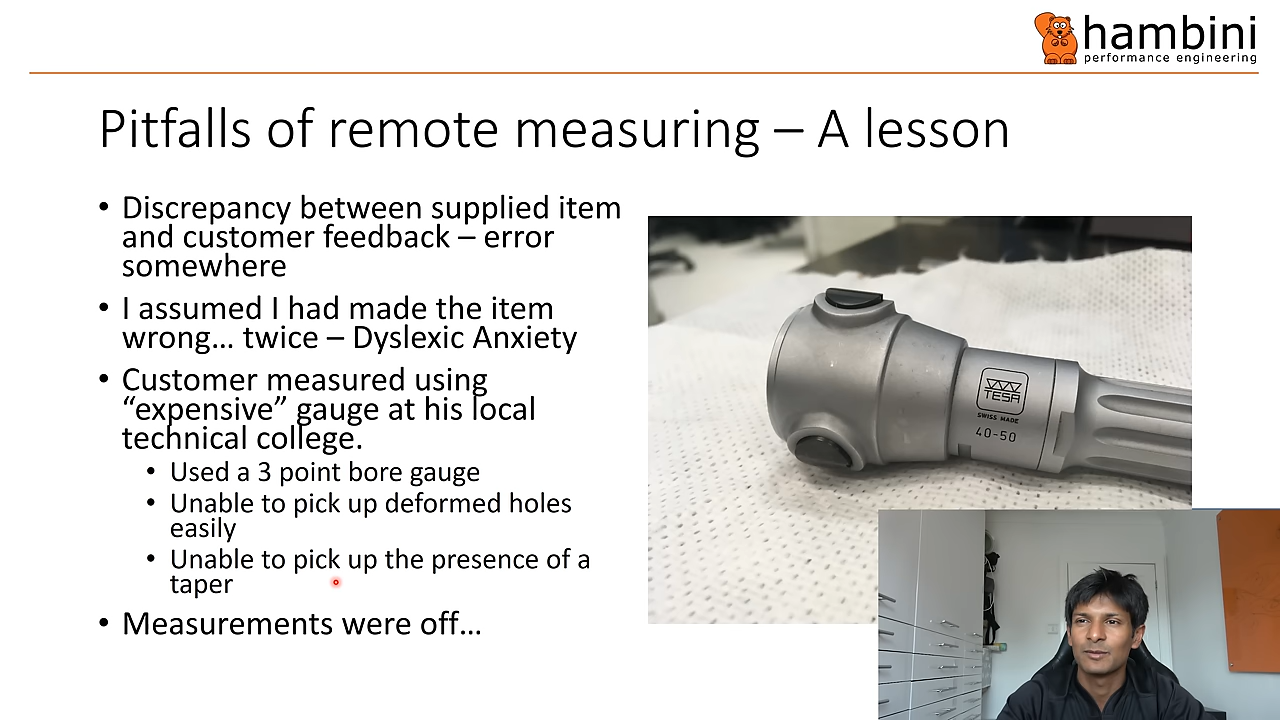 hambini
performance engineering
Pitfalls of remote measuring – A lesson
• Discrepancy between supplied item
and customer feedback – error
somewhere
• I assumed I had made the item
wrong… twice – Dyslexic Anxiety
• Customer measured using
“expensive” gauge at his local
technical college.
• Used a 3 point bore gauge
• Unable to pick up deformed holes
easily
• Unable to pick up the presence of a
taper
• Measurements were off…
TESA
SWISS MADE
40-50